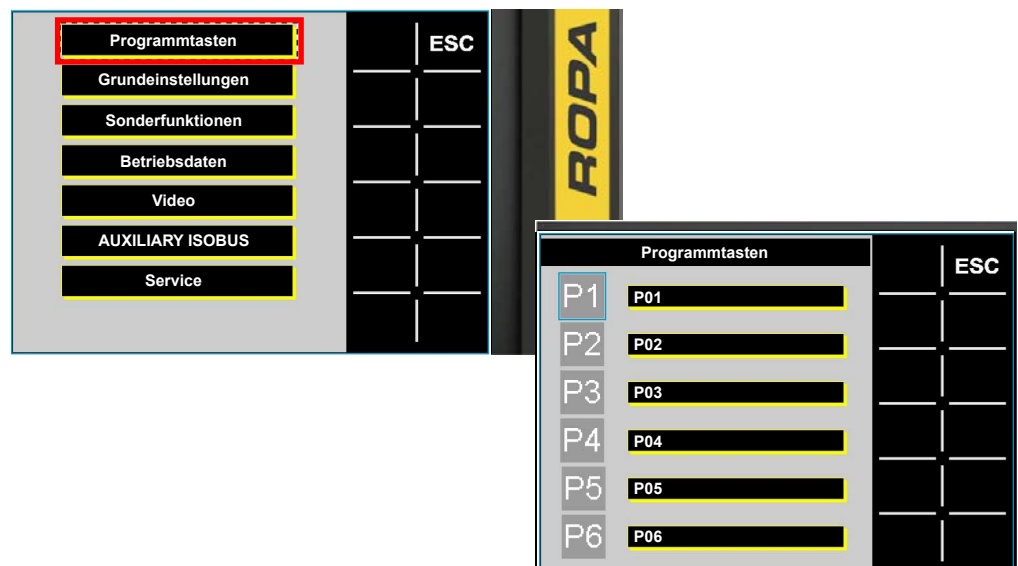 Programmtasten
ESC
Grundeinstellungen
Sonderfunktionen
Betriebsdaten
Video
AUXILIARY ISOBUS
Service
ROPA
Programmtasten
ESC
P1 P01
P2 P02
P3 P03
P4 P04
P5 P05
P6 P06